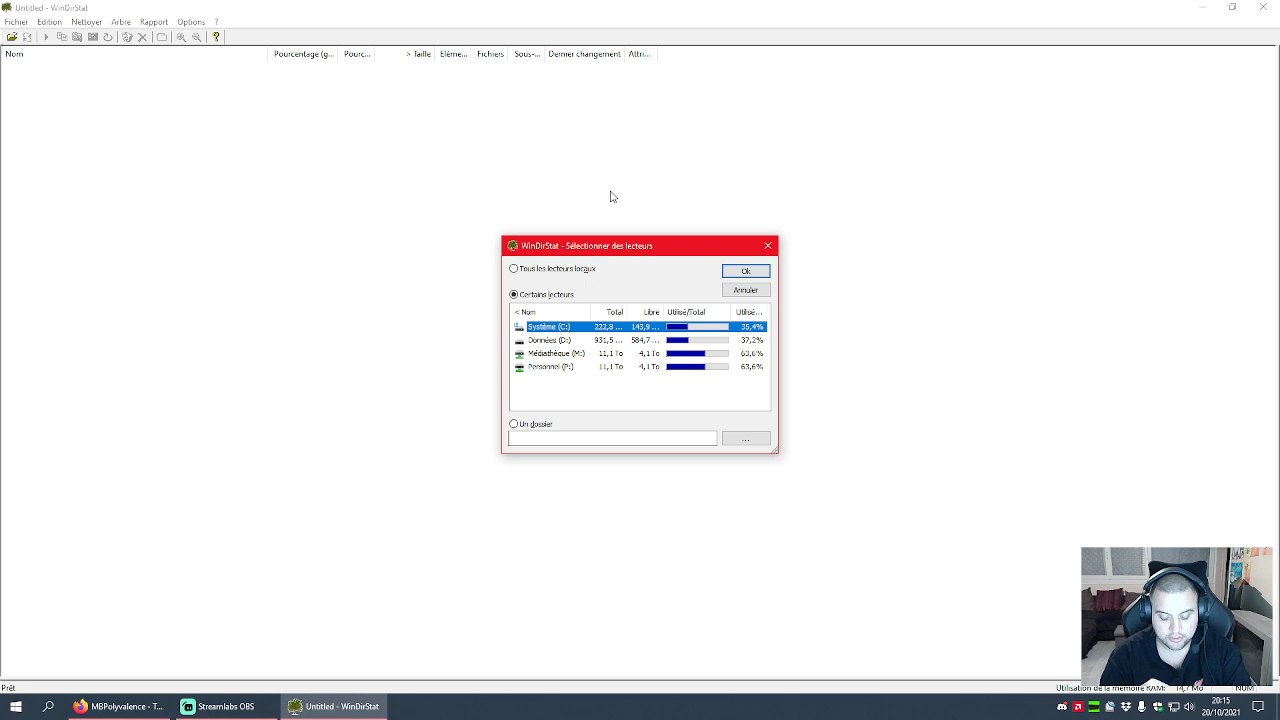 Untitled - WinDirStat
Fichier Edition Nettoyer Arbre Rapport Options ?
Nom Pourcentage (g... Pourc... > Taille Eléme... Fichiers Sous-... Dernier changement Attri...
WinDirStat - Sélectionner des lecteurs
Tous les lecteurs locaux
Ok
Certains lecteurs
Annuler
< Nom Total Libre Utilisé/Total Utilisé...
Système (C:) 222,8 ... 143,9 ... 35,4%
Données (D:) 931,5 ... 584,7 ... 37,2%
Médiathèque (M:) 11,1 To 4,1 To 63,6%
Personnel (P:) 11,1 To 4,1 To 63,6%
Un dossier
...
Prêt
Utilisation de la mémoire RAM: 14,7 Mo NUM
MBPolyvalence - T... Streamlabs OBS Untitled - WinDirStat
20:15
20/10/2021